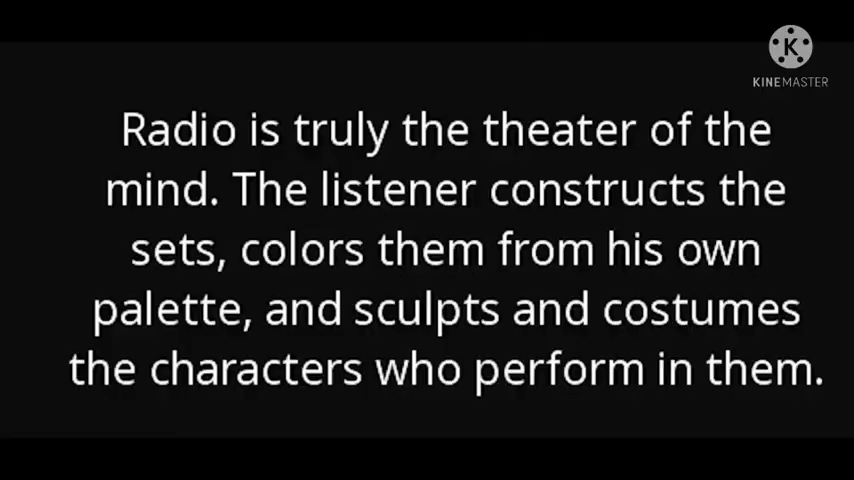 KINEMASTER
Radio is truly the theater of the
mind. The listener constructs the
sets, colors them from his own
palette, and sculpts and costumes
the characters who perform in them.